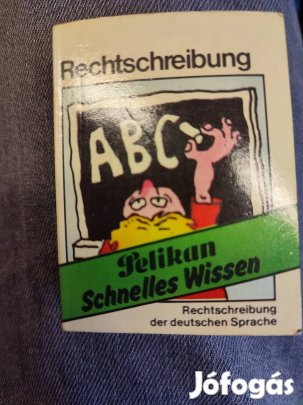 Rechtschreibung
ABC
Pelikan
Schnelles Wissen
Rechtschreibung
der deutschen Sprache
Jófogás